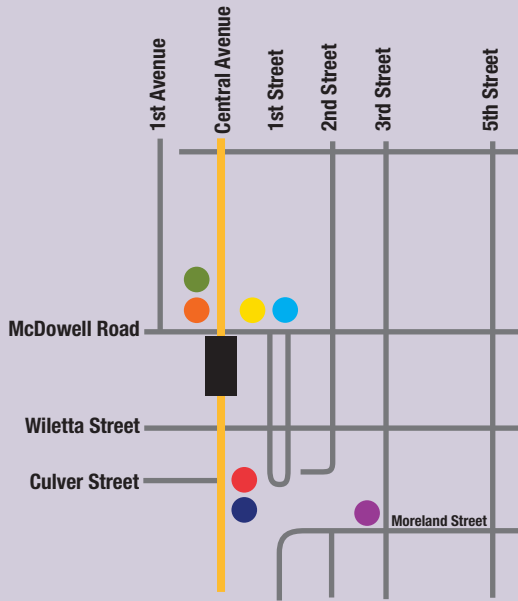 1st Avenue
Central Avenue
1st Street
2nd Street
3rd Street
5th Street
McDowell Road
Wiletta Street
Culver Street
Moreland Street